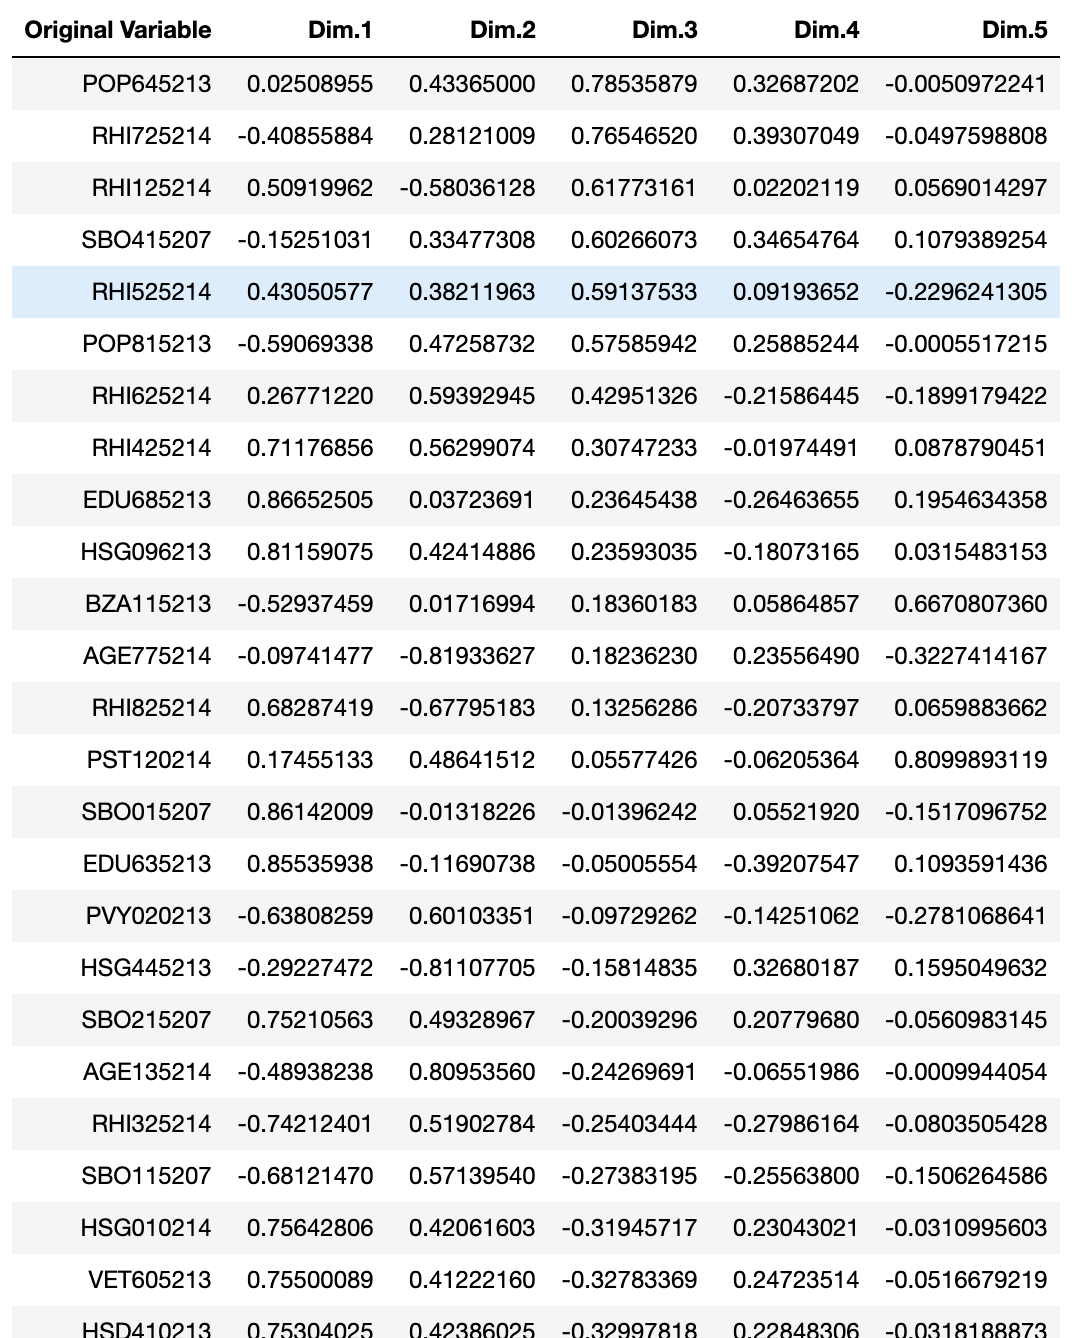 Original Variable Dim.1 Dim.2 Dim.3 Dim.4 Dim.5
POP645213 0.02508955 0.43365000 0.78535879 0.32687202 -0.0050972241
RHI725214 -0.40855884 0.28121009 0.76546520 0.39307049 -0.0497598808
RHI125214 0.50919962 -0.58036128 0.61773161 0.02202119 0.0569014297
SBO415207 -0.15251031 0.33477308 0.60266073 0.34654764 0.1079389254
RHI525214 0.43050577 0.38211963 0.59137533 0.09193652 -0.2296241305
POP815213 -0.59069338 0.47258732 0.57585942 0.25885244 -0.0005517215
RHI625214 0.26771220 0.59392945 0.42951326 -0.21586445 -0.1899179422
RHI425214 0.71176856 0.56299074 0.30747233 -0.01974491 0.0878790451
EDU685213 0.86652505 0.03723691 0.23645438 -0.26463655 0.1954634358
HSG096213 0.81159075 0.42414886 0.23593035 -0.18073165 0.0315483153
BZA115213 -0.52937459 0.01716994 0.18360183 0.05864857 0.6670807360
AGE775214 -0.09741477 -0.81933627 0.18236230 0.23556490 -0.3227414167
RHI825214 0.68287419 -0.67795183 0.13256286 -0.20733797 0.0659883662
PST120214 0.17455133 0.48641512 0.05577426 -0.06205364 0.8099893119
SBO015207 0.86142009 -0.01318226 -0.01396242 0.05521920 -0.1517096752
EDU635213 0.85535938 -0.11690738 -0.05005554 -0.39207547 0.1093591436
PVY020213 -0.63808259 0.60103351 -0.09729262 -0.14251062 -0.2781068641
HSG445213 -0.29227472 -0.81107705 -0.15814835 0.32680187 0.1595049632
SBO215207 0.75210563 0.49328967 -0.20039296 0.20779680 -0.0560983145
AGE135214 -0.48938238 0.80953560 -0.24269691 -0.06551986 -0.0009944054
RHI325214 -0.74212401 0.51902784 -0.25403444 -0.27986164 -0.0803505428
SBO115207 -0.68121470 0.57139540 -0.27383195 -0.25563800 -0.1506264586
HSG010214 0.75642806 0.42061603 -0.31945717 0.23043021 -0.0310995603
VET605213 0.75500089 0.41222160 -0.32783369 0.24723514 -0.0516679219
HSD410213 0.75304025 0.42386025 -0.32997818 0.22848306 -0.0318188873